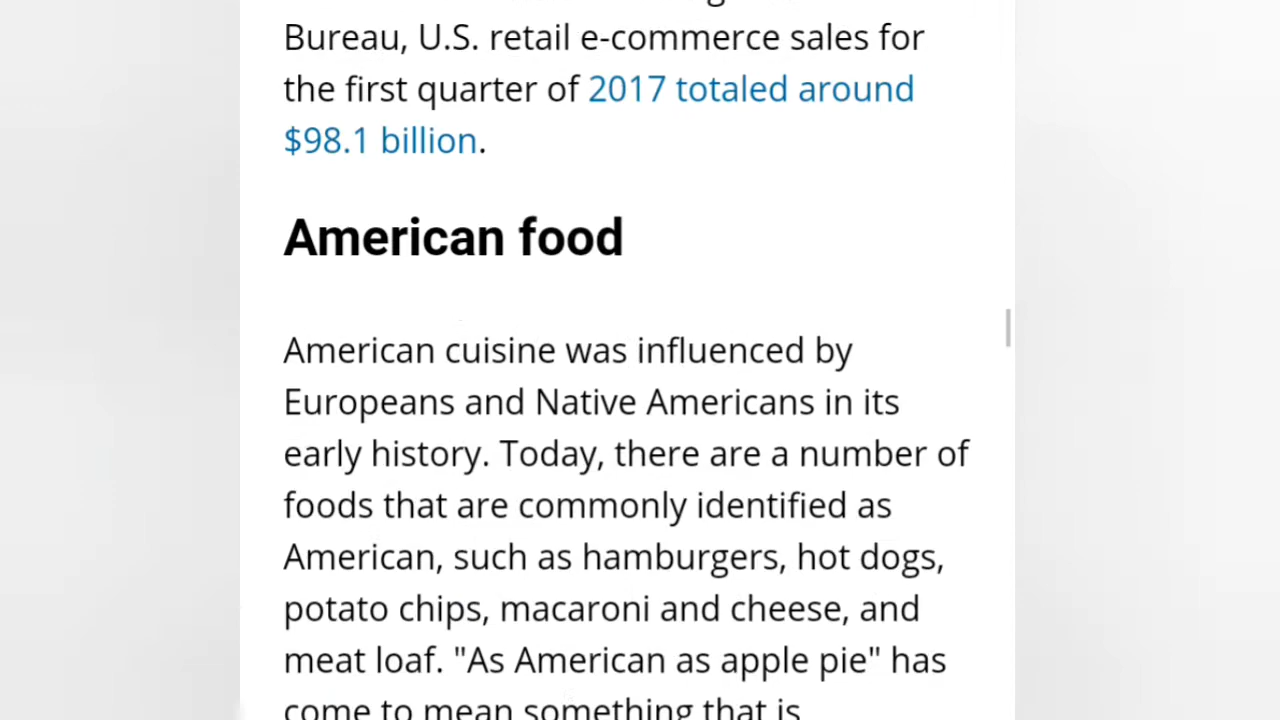 Bureau, U.S. retail e-commerce sales for
the first quarter of 2017 totaled around
$98.1 billion.
American food
American cuisine was influenced by
Europeans and Native Americans in its
early history. Today, there are a number of
foods that are commonly identified as
American, such as hamburgers, hot dogs,
potato chips, macaroni and cheese, and
meat loaf. "As American as apple pie" has
come to mean something that is